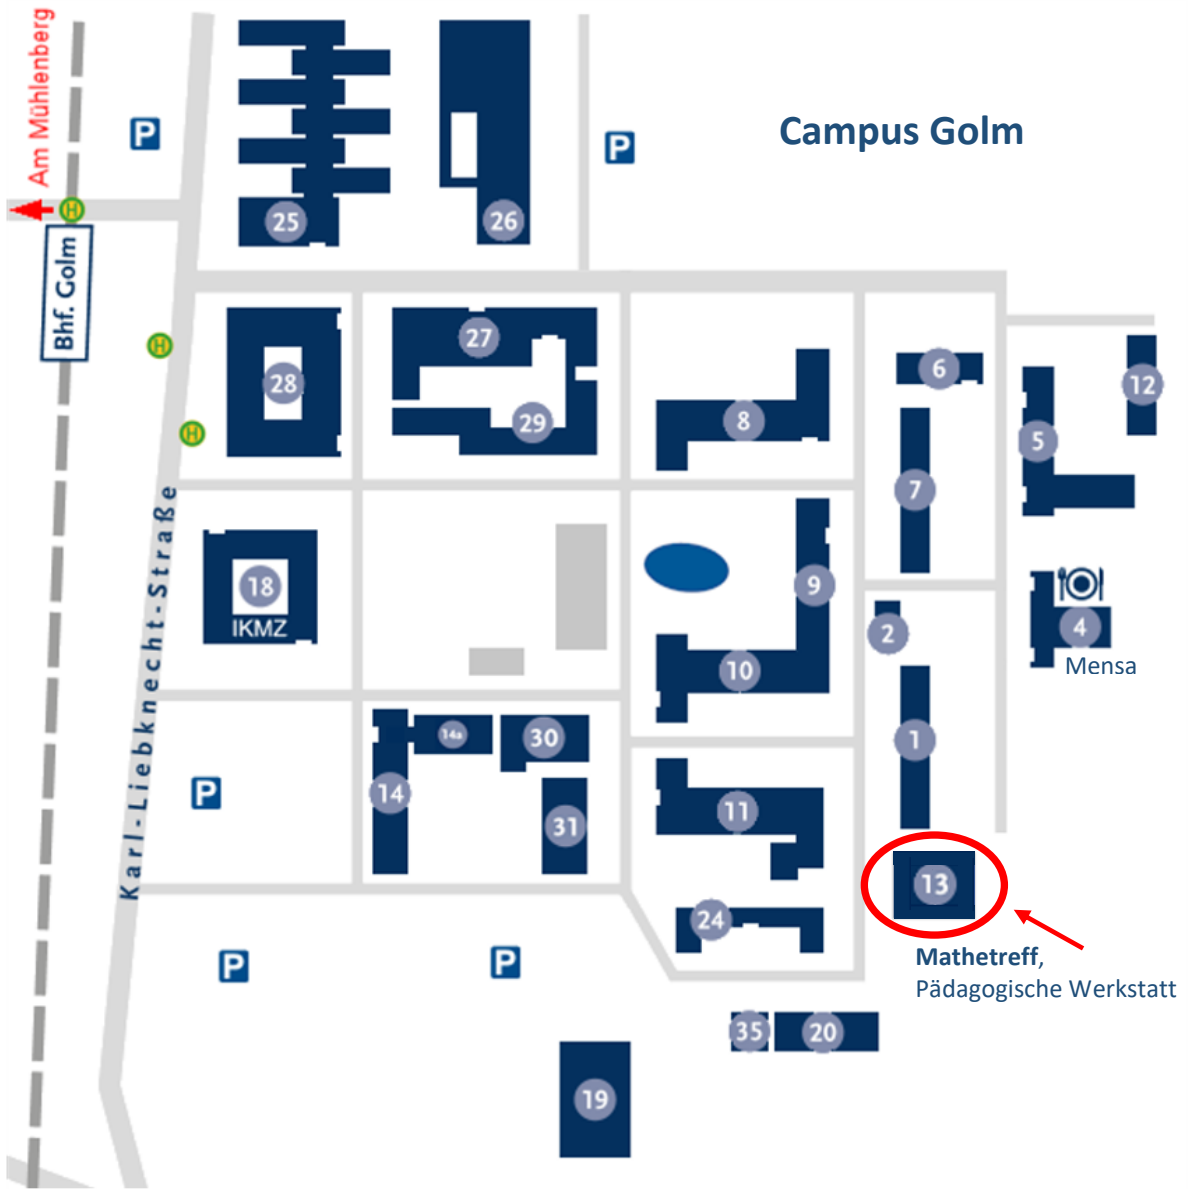 Am Mühlenberg
P
Campus Golm
P
H
25
26
Bhf. Golm
H
27
28
6
12
29
8
5
H
7
Karl-Liebknecht-Straße
18
IKMZ
9
2
4
Mensa
10
14a
30
1
14
P
11
31
13
24
Mathetreff,
Pädagogische Werkstatt
P
P
35
20
19